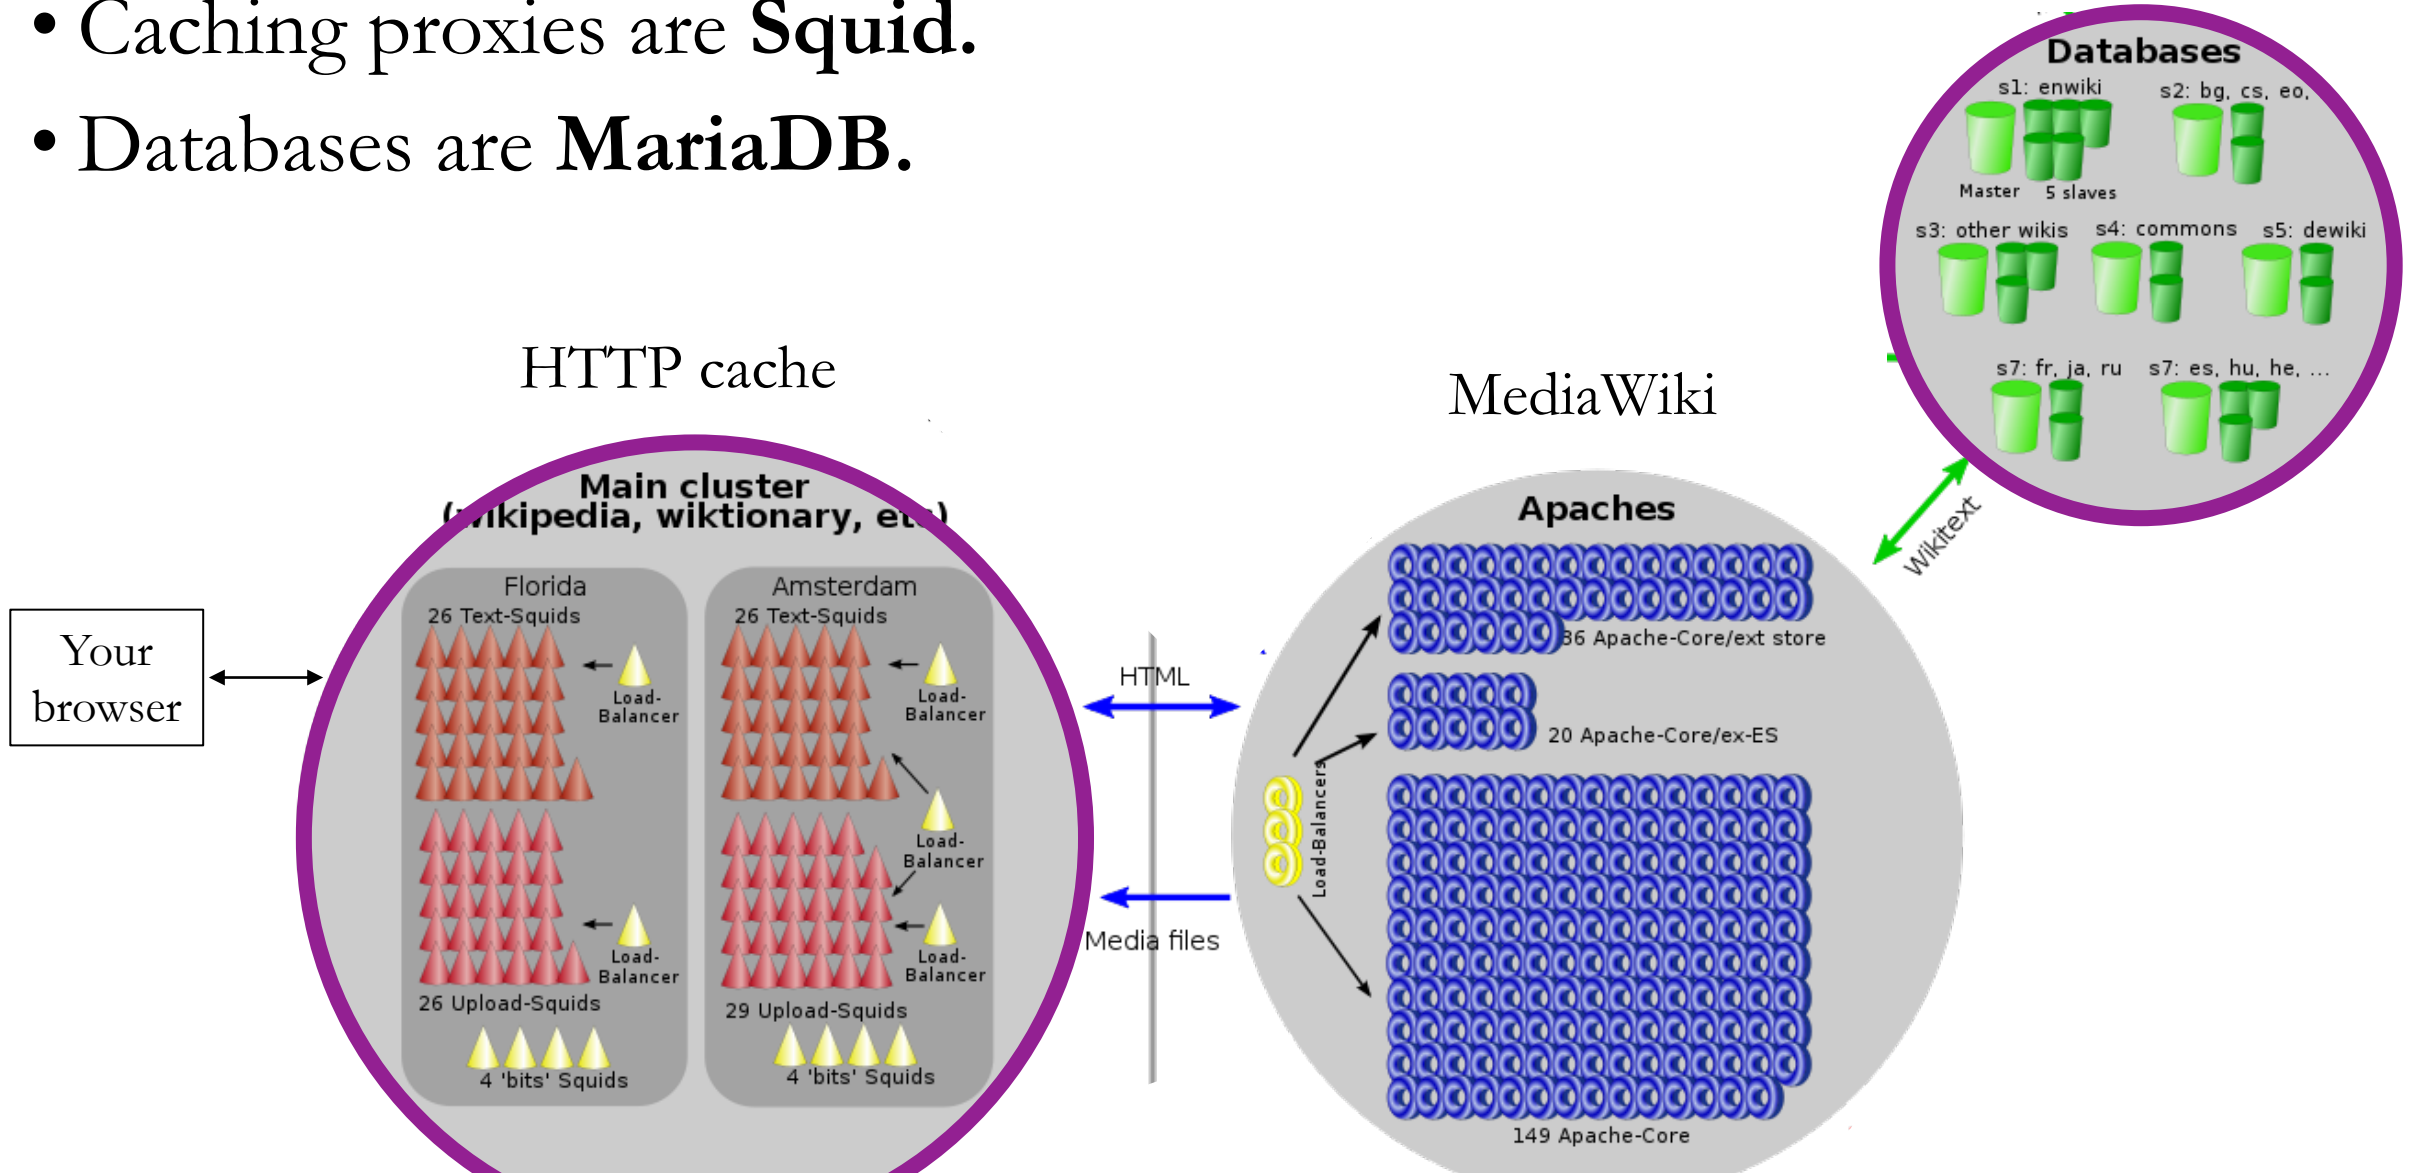 • Caching proxies are Squid.
• Databases are MariaDB.
HTTP cache
MediaWiki
Your
browser
Main cluster
(wikipedia, wiktionary, etc)
Florida
26 Text-Squids
Load-
Balancer
26 Upload-Squids
Load-
Balancer
4 'bits' Squids
Amsterdam
26 Text-Squids
Load-
Balancer
Load-
Balancer
Load-
Balancer
29 Upload-Squids
4 'bits' Squids
HTML
Media files
Apaches
Load-Balancers
36 Apache-Core/ext store
20 Apache-Core/ex-ES
149 Apache-Core
Wikitext
Databases
s1: enwiki
s2: bg, cs, eo,
Master
5 slaves
s3: other wikis
s4: commons
s5: dewiki
s7: fr, ja, ru
s7: es, hu, he, ...